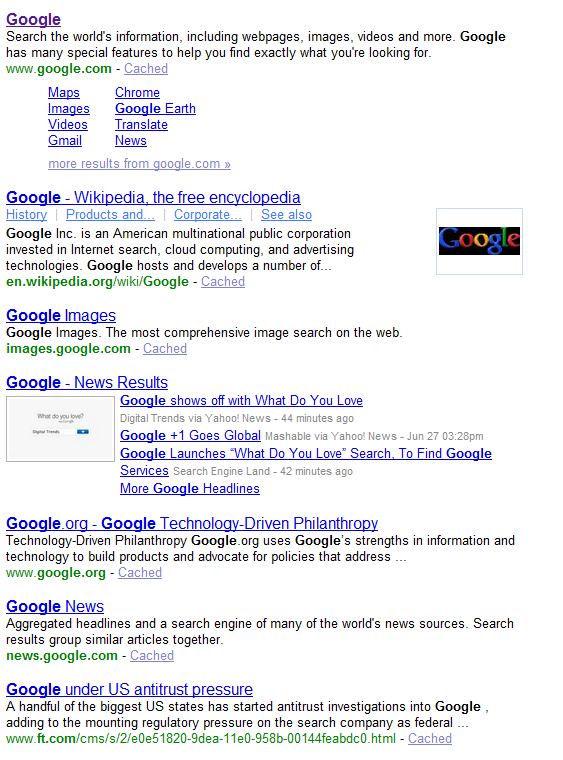 Google
Search the world's information, including webpages, images, videos and more. Google
has many special features to help you find exactly what you're looking for.
www.google.com - Cached
Maps Chrome
Images Google Earth
Videos Translate
Gmail News
more results from google.com »
Google - Wikipedia, the free encyclopedia
History | Products and... | Corporate... | See also
Google Inc. is an American multinational public corporation
invested in Internet search, cloud computing, and advertising
technologies. Google hosts and develops a number of...
en.wikipedia.org/wiki/Google - Cached
Google
Google Images
Google Images. The most comprehensive image search on the web.
images.google.com - Cached
Google - News Results
What do you love?
Digital Trends
Google shows off with What Do You Love
Digital Trends via Yahoo! News - 44 minutes ago
Google +1 Goes Global Mashable via Yahoo! News - Jun 27 03:28pm
Google Launches “What Do You Love” Search, To Find Google
Services Search Engine Land - 42 minutes ago
More Google Headlines
Google.org - Google Technology-Driven Philanthropy
Technology-Driven Philanthropy Google.org uses Google’s strengths in information and
technology to build products and advocate for policies that address ...
www.google.org - Cached
Google News
Aggregated headlines and a search engine of many of the world's news sources. Search
results group similar articles together.
news.google.com - Cached
Google under US antitrust pressure
A handful of the biggest US states has started antitrust investigations into Google ,
adding to the mounting regulatory pressure on the search company as federal ...
www.ft.com/cms/s/2/e0e51820-9dea-11e0-958b-00144feabdc0.html - Cached